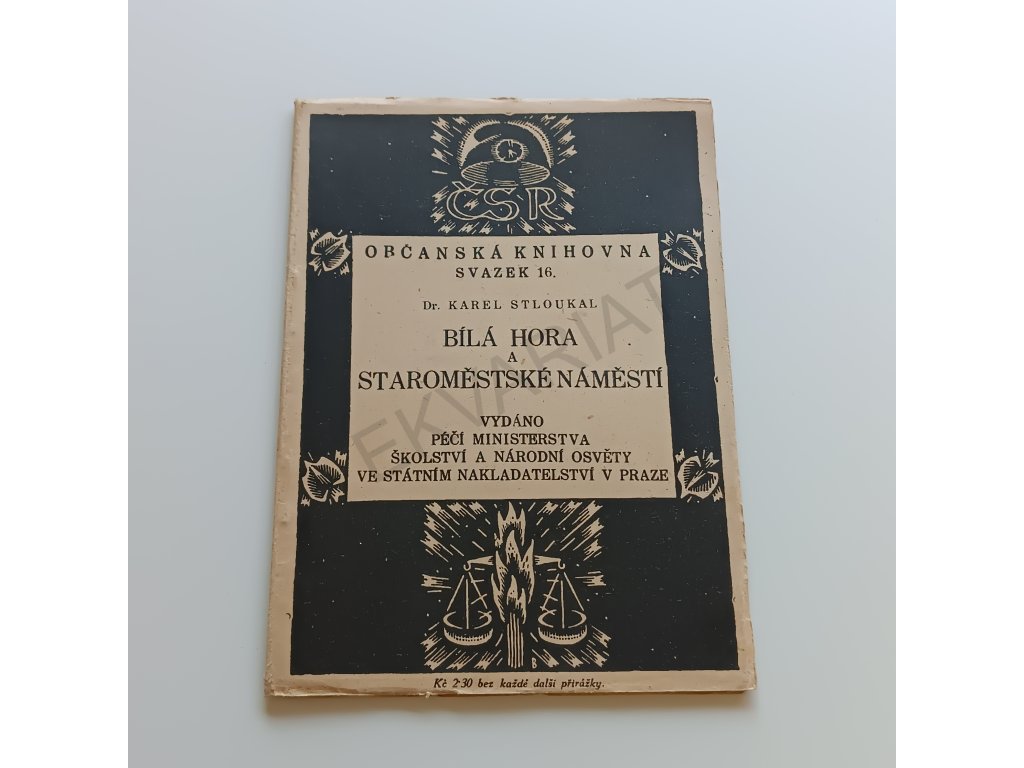 ČSR
OBČANSKÁ KNIHOVNA
SVAZEK 16.
Dr. KAREL STLOUKAL
BÍLÁ HORA
A
STAROMĚSTSKÉ NÁMĚSTÍ
VYDÁNO
PÉČÍ MINISTERSTVA
ŠKOLSTVÍ A NÁRODNÍ OSVĚTY
VE STÁTNÍM NAKLADATELSTVÍ V PRAZE
B
Kč 2·30 bez každé další přirážky.
EKVARIAT